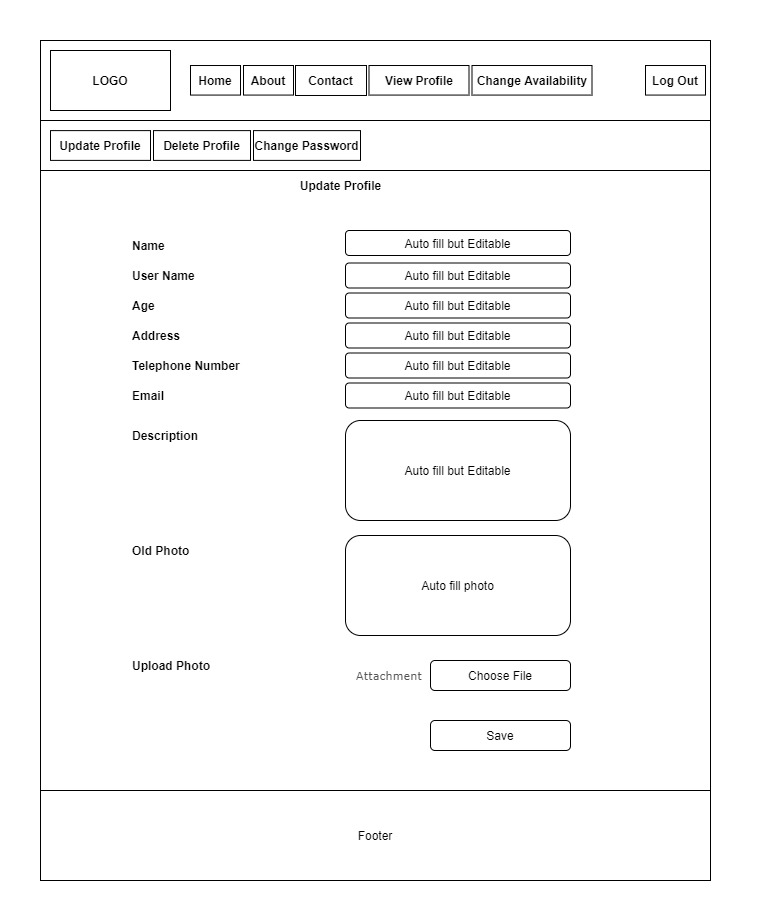 LOGO
Home
About
Contact
View Profile
Change Availability
Log Out
Update Profile
Delete Profile
Change Password
Update Profile
Name
Auto fill but Editable
User Name
Auto fill but Editable
Age
Auto fill but Editable
Address
Auto fill but Editable
Telephone Number
Auto fill but Editable
Email
Auto fill but Editable
Description
Auto fill but Editable
Old Photo
Auto fill photo
Upload Photo
Attachment
Choose File
Save
Footer